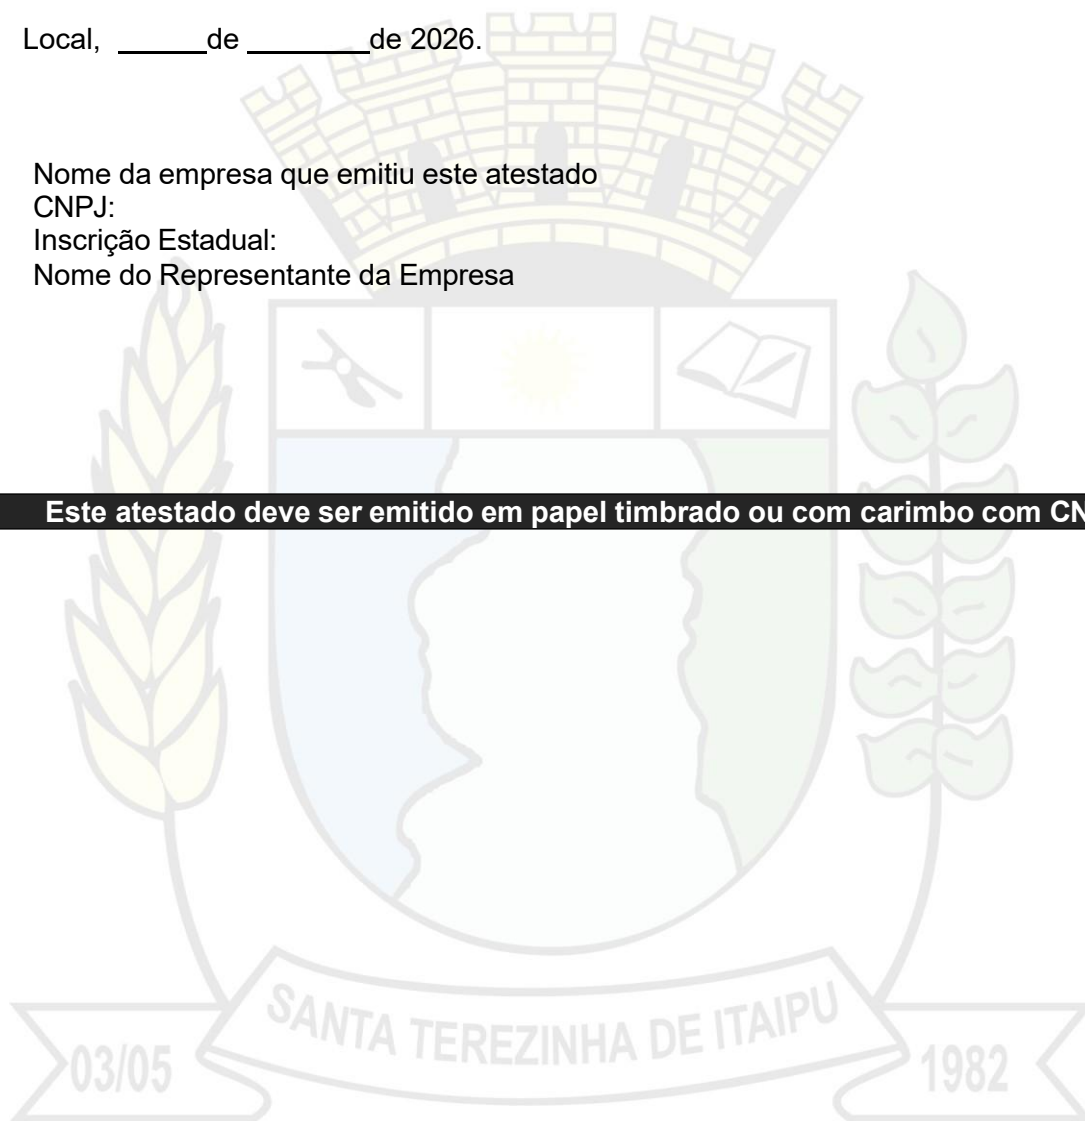 Local, ______de ________de 2026.
Nome da empresa que emitiu este atestado
CNPJ:
Inscrição Estadual:
Nome do Representante da Empresa
Este atestado deve ser emitido em papel timbrado ou com carimbo com CN
SANTA TEREZINHA DE ITAIPU
03/05
1982